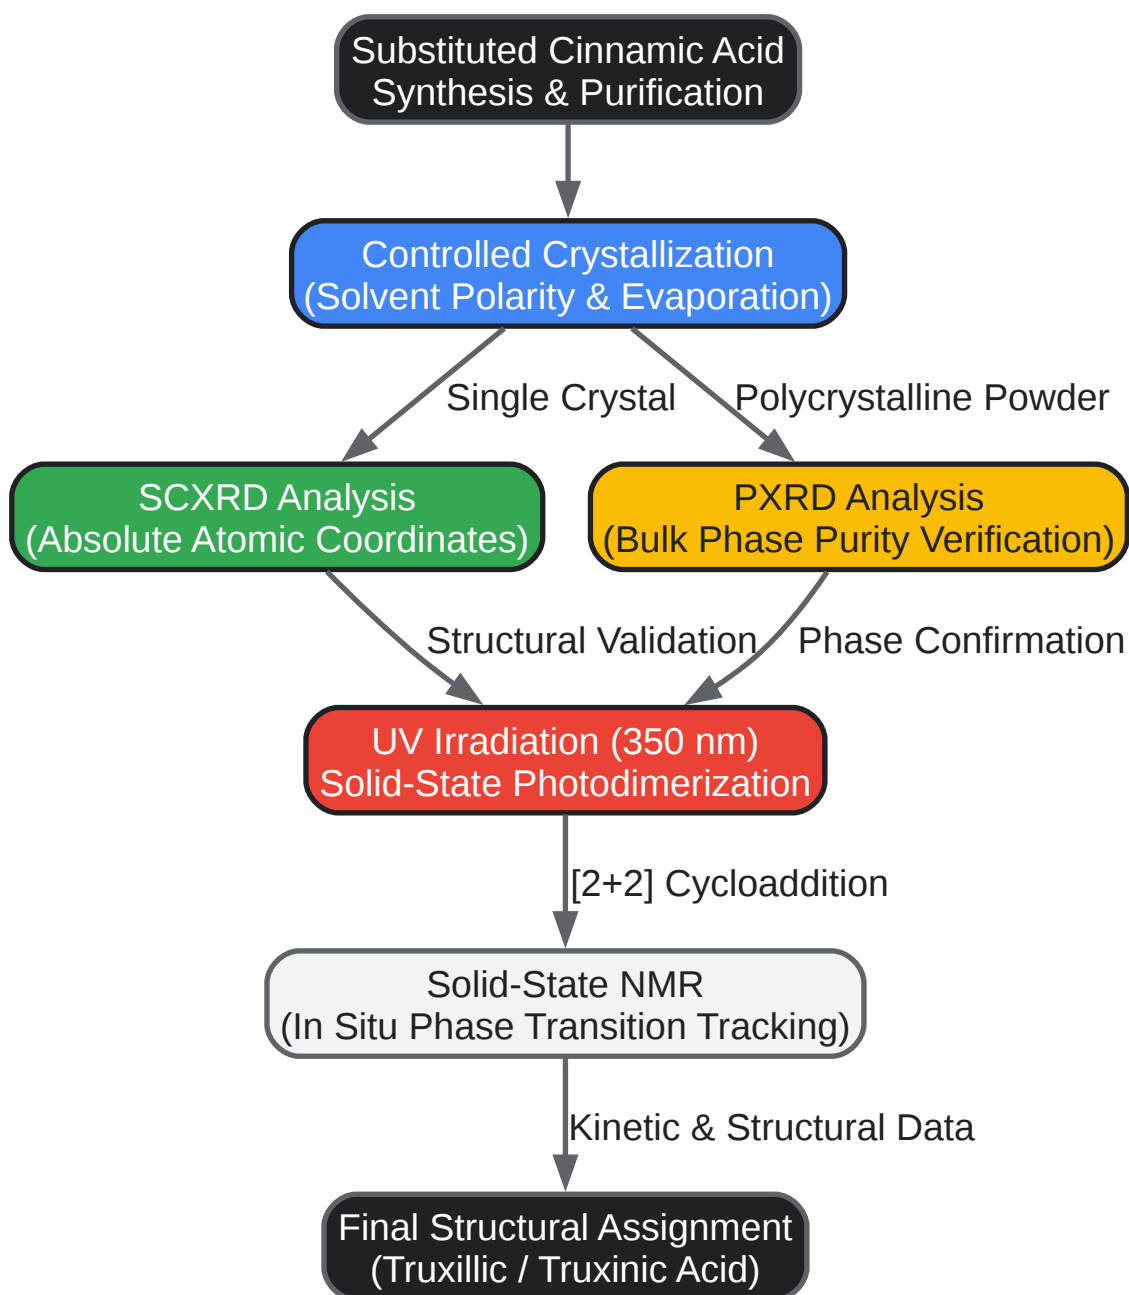 Substituted Cinnamic Acid
Synthesis & Purification
Controlled Crystallization
(Solvent Polarity & Evaporation)
Single Crystal
Polycrystalline Powder
SCXRD Analysis
(Absolute Atomic Coordinates)
PXRD Analysis
(Bulk Phase Purity Verification)
Structural Validation
Phase Confirmation
UV Irradiation (350 nm)
Solid-State Photodimerization
[2+2] Cycloaddition
Solid-State NMR
(In Situ Phase Transition Tracking)
Kinetic & Structural Data
Final Structural Assignment
(Truxillic / Truxinic Acid)